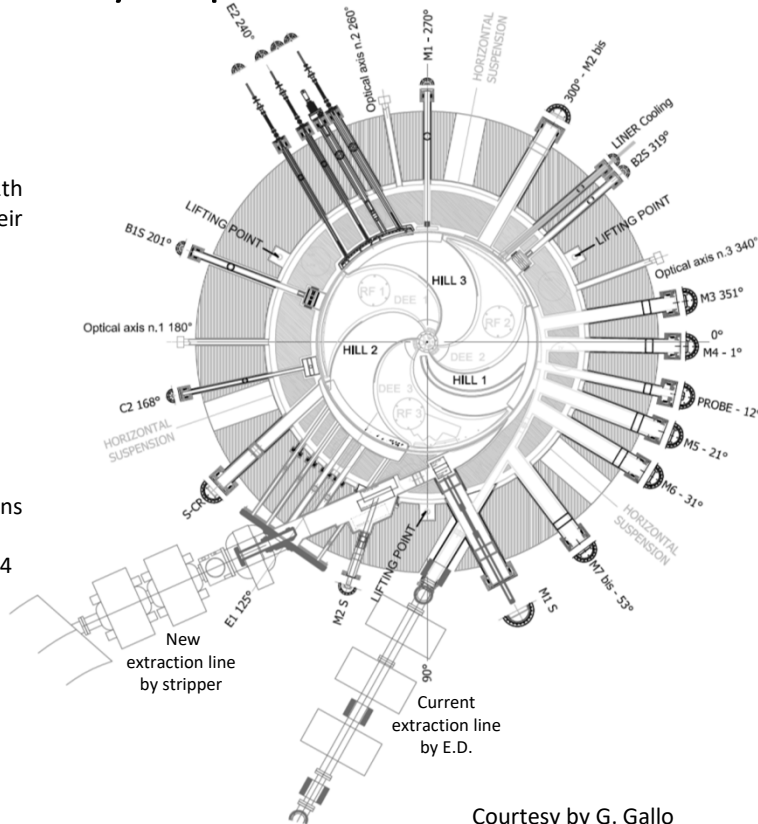 E2 240°
Optical axis n.2 260°
M1 - 270°
HORIZONTAL
SUSPENSION
300° - M2 bis
LINER Cooling
B2S 319°
th
eir
LIFTING POINT
B1S 201°
LIFTING POINT
Optical axis n.3 340°
HILL 3
RF 1
DEE 1
RF 2
M3 351°
Optical axis n.1 180°
0°
HILL 2
DEE 2
M4 - 1°
HILL 1
C2 168°
DEE 3
PROBE - 12°
RF 3
HORIZONTAL
SUSPENSION
M5 - 21°
M6 - 31°
S-CR
ns
HORIZONTAL
SUSPENSION
LIFTING POINT
M7 bis - 53°
4
E1 125°
M2 S
M1 S
New
extraction line
by stripper
90°
Current
extraction line
by E.D.
Courtesy by G. Gallo